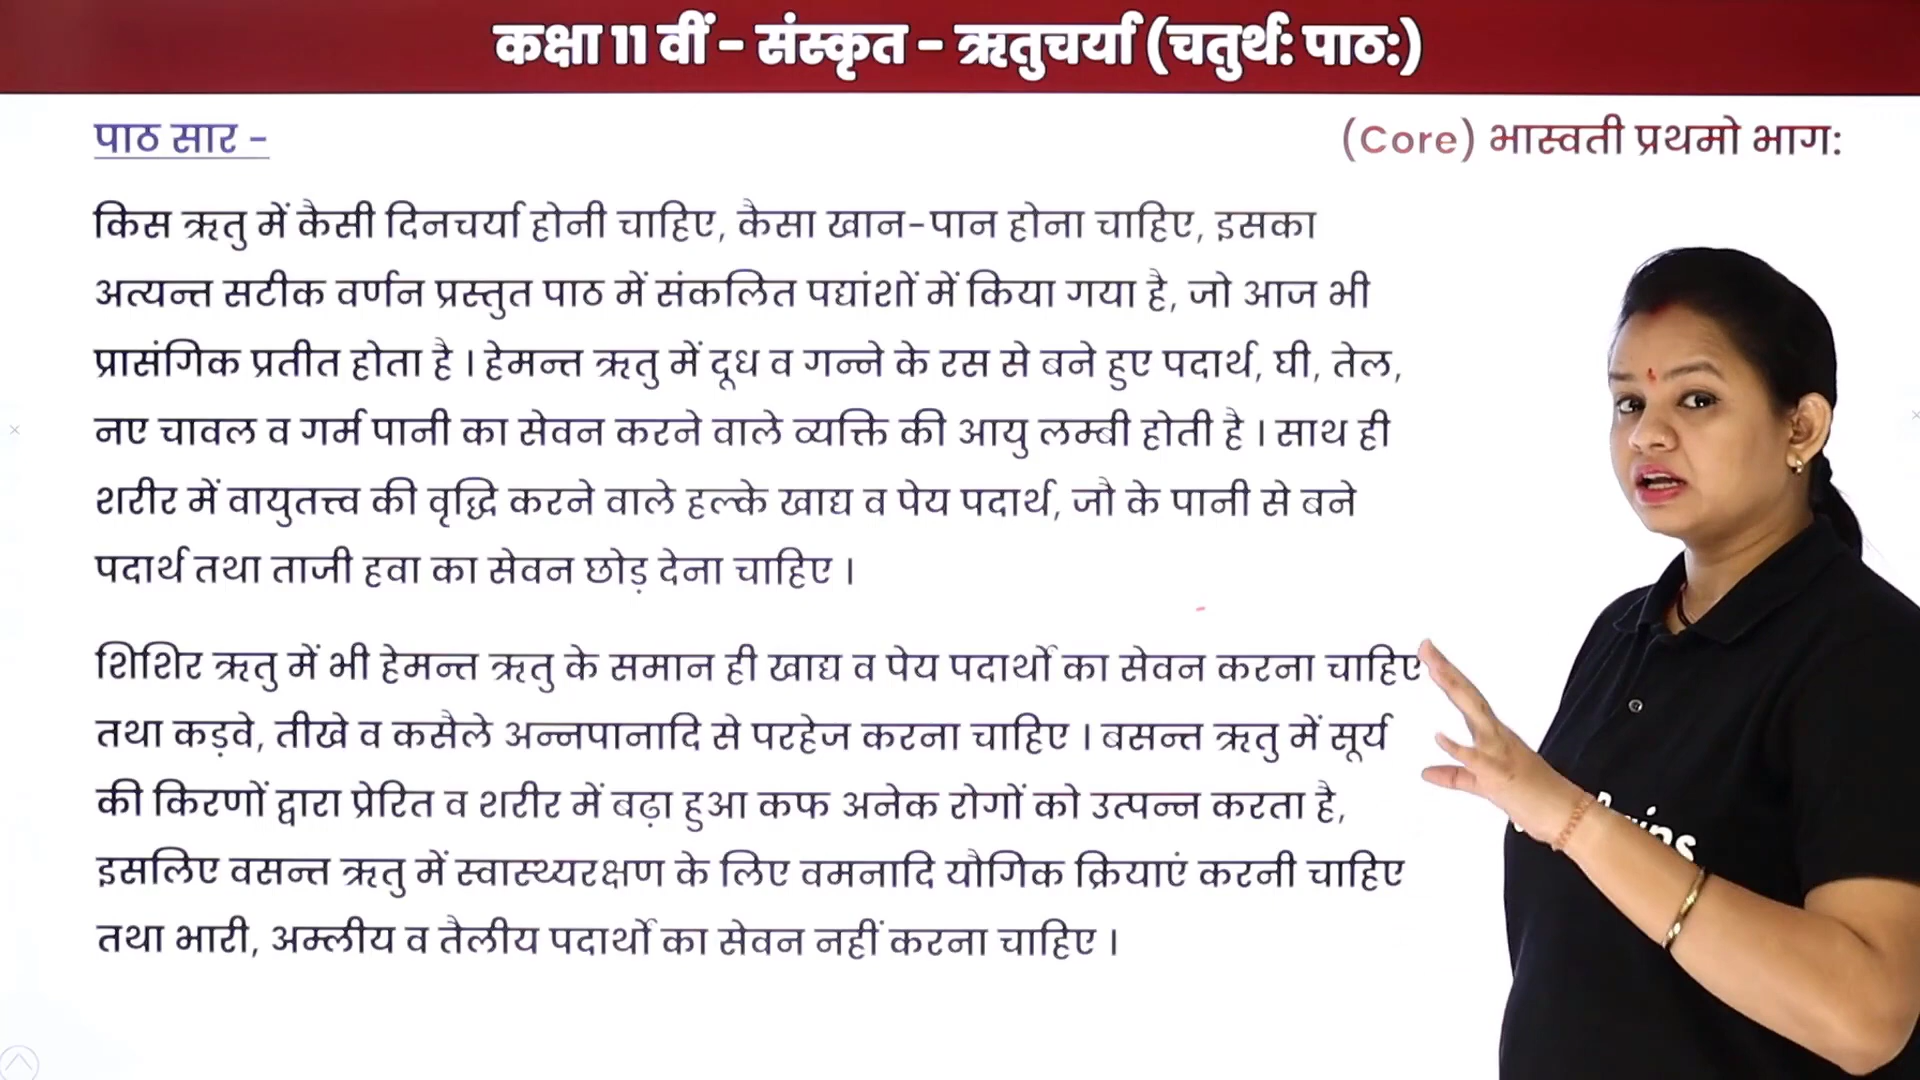 कक्षा 11 वीं - संस्कृत - ऋतुचर्या (चतुर्थ: पाठ:)
पाठ सार -
(Core) भास्वती प्रथमो भाग:
किस ऋतु में कैसी दिनचर्या होनी चाहिए, कैसा खान-पान होना चाहिए, इसका
अत्यन्त सटीक वर्णन प्रस्तुत पाठ में संकलित पद्यांशों में किया गया है, जो आज भी
प्रासंगिक प्रतीत होता है । हेमन्त ऋतु में दूध व गन्ने के रस से बने हुए पदार्थ, घी, तेल,
नए चावल व गर्म पानी का सेवन करने वाले व्यक्ति की आयु लम्बी होती है । साथ ही
शरीर में वायुतत्त्व की वृद्धि करने वाले हल्के खाद्य व पेय पदार्थ, जौ के पानी से बने
पदार्थ तथा ताजी हवा का सेवन छोड़ देना चाहिए ।
शिशिर ऋतु में भी हेमन्त ऋतु के समान ही खाद्य व पेय पदार्थों का सेवन करना चाहिए
तथा कड़वे, तीखे व कसैले अन्नपानादि से परहेज करना चाहिए । बसन्त ऋतु में सूर्य
की किरणों द्वारा प्रेरित व शरीर में बढ़ा हुआ कफ अनेक रोगों को उत्पन्न करता है,
इसलिए वसन्त ऋतु में स्वास्थ्यरक्षण के लिए वमनादि यौगिक क्रियाएं करनी चाहिए
तथा भारी, अम्लीय व तैलीय पदार्थों का सेवन नहीं करना चाहिए ।